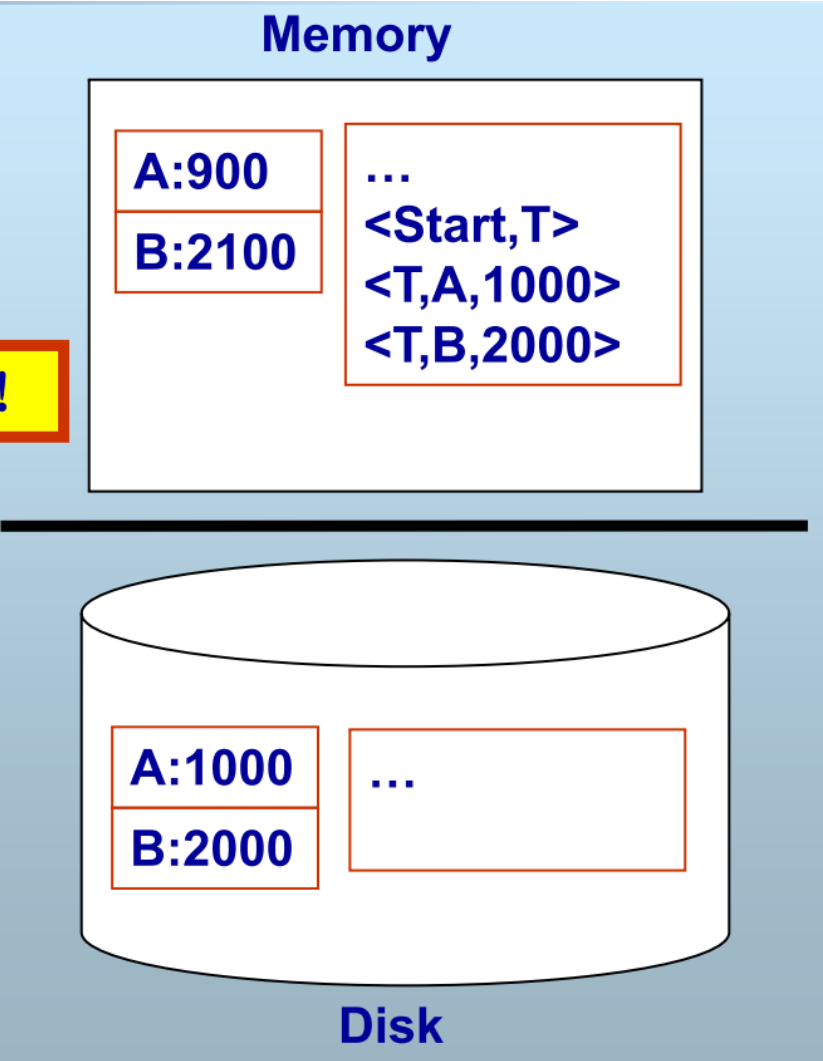 Memory
A:900
B:2100
…
<Start,T>
<T,A,1000>
<T,B,2000>
!
A:1000
B:2000
…
Disk